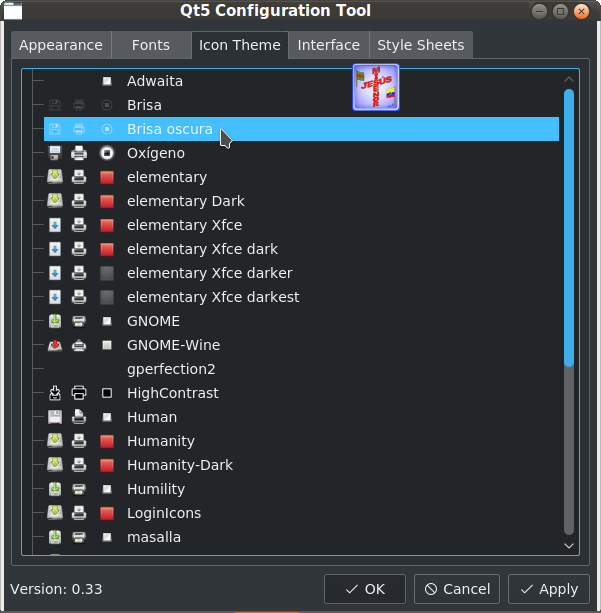 Qt5 Configuration Tool
Appearance
Fonts
Icon Theme
Interface
Style Sheets
JESÚS
Adwaita
Brisa
Brisa oscura
Oxígeno
elementary
elementary Dark
elementary Xfce
elementary Xfce dark
elementary Xfce darker
elementary Xfce darkest
GNOME
GNOME-Wine
gperfection2
HighContrast
Human
Humanity
Humanity-Dark
Humility
LoginIcons
masalla
Version: 0.33
OK
Cancel
Apply